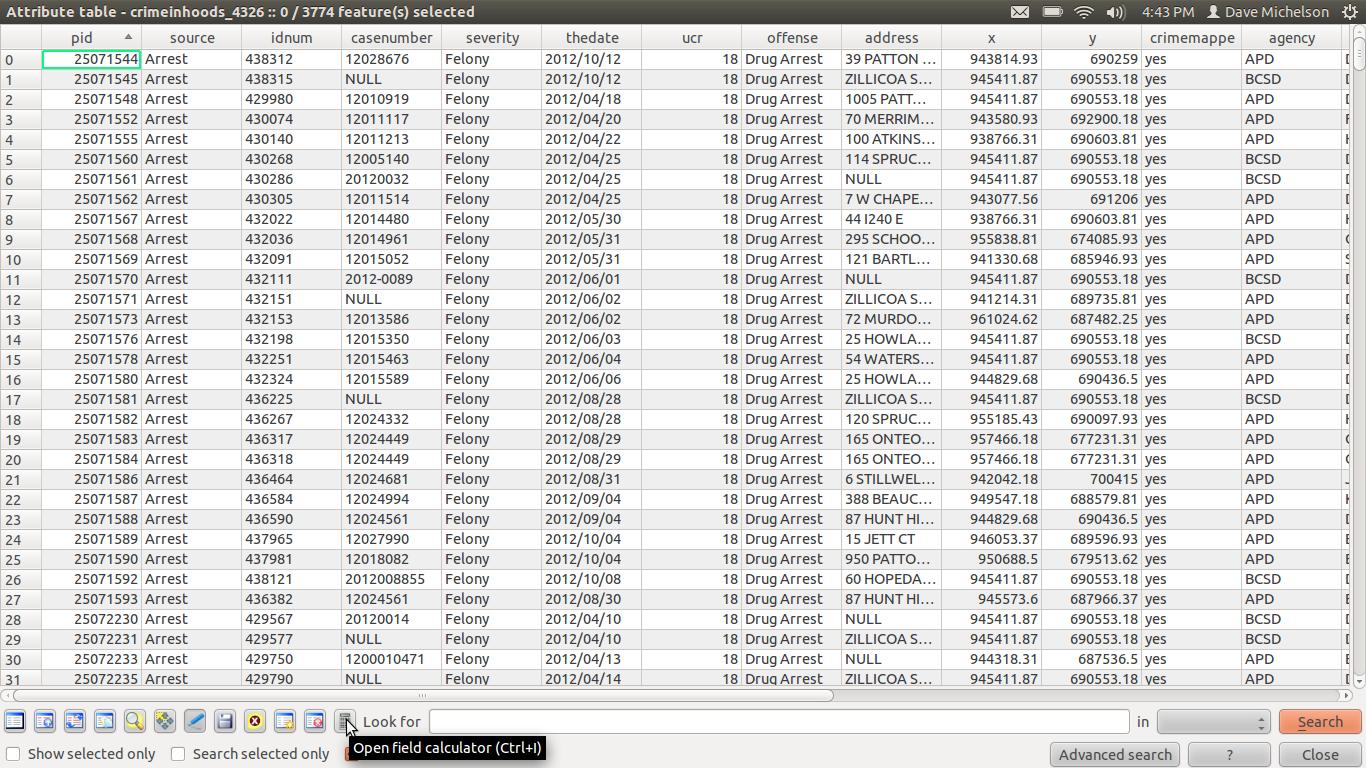 Attribute table - crimeinhoods_4326 :: 0 / 3774 feature(s) selected 4:43 PM Dave Michelson
pid source idnum casenumber severity thedate ucr offense address x y crimemappe agency
0 25071544 Arrest 438312 12028676 Felony 2012/10/12 18 Drug Arrest 39 PATTON ... 943814.93 690259 yes APD
1 25071545 Arrest 438315 NULL Felony 2012/10/12 18 Drug Arrest ZILLICOA S... 945411.87 690553.18 yes BCSD
2 25071548 Arrest 429980 12010919 Felony 2012/04/18 18 Drug Arrest 1005 PATT... 945411.87 690553.18 yes APD
3 25071552 Arrest 430074 12011117 Felony 2012/04/20 18 Drug Arrest 70 MERRIM... 943580.93 692900.18 yes APD
4 25071555 Arrest 430140 12011213 Felony 2012/04/22 18 Drug Arrest 100 ATKINS... 938766.31 690603.81 yes APD
5 25071560 Arrest 430268 12005140 Felony 2012/04/25 18 Drug Arrest 114 SPRUC... 945411.87 690553.18 yes BCSD
6 25071561 Arrest 430286 20120032 Felony 2012/04/25 18 Drug Arrest NULL 945411.87 690553.18 yes BCSD
7 25071562 Arrest 430305 12011514 Felony 2012/04/25 18 Drug Arrest 7 W CHAPE... 943077.56 691206 yes APD
8 25071567 Arrest 432022 12014480 Felony 2012/05/30 18 Drug Arrest 44 I240 E 938766.31 690603.81 yes APD
9 25071568 Arrest 432036 12014961 Felony 2012/05/31 18 Drug Arrest 295 SCHOO... 955838.81 674085.93 yes APD
10 25071569 Arrest 432091 12015052 Felony 2012/05/31 18 Drug Arrest 121 BARTL... 941330.68 685946.93 yes APD
11 25071570 Arrest 432111 2012-0089 Felony 2012/06/01 18 Drug Arrest NULL 945411.87 690553.18 yes BCSD
12 25071571 Arrest 432151 NULL Felony 2012/06/02 18 Drug Arrest ZILLICOA S... 941214.31 689735.81 yes APD
13 25071573 Arrest 432153 12013586 Felony 2012/06/02 18 Drug Arrest 72 MURDO... 961024.62 687482.25 yes APD
14 25071576 Arrest 432198 12015350 Felony 2012/06/03 18 Drug Arrest 25 HOWLA... 945411.87 690553.18 yes BCSD
15 25071578 Arrest 432251 12015463 Felony 2012/06/04 18 Drug Arrest 54 WATERS... 945411.87 690553.18 yes APD
16 25071580 Arrest 432324 12015589 Felony 2012/06/06 18 Drug Arrest 25 HOWLA... 944829.68 690436.5 yes APD
17 25071581 Arrest 436225 NULL Felony 2012/08/28 18 Drug Arrest ZILLICOA S... 945411.87 690553.18 yes BCSD
18 25071582 Arrest 436267 12024332 Felony 2012/08/28 18 Drug Arrest 120 SPRUC... 955185.43 690097.93 yes APD
19 25071583 Arrest 436317 12024449 Felony 2012/08/29 18 Drug Arrest 165 ONTEO... 957466.18 677231.31 yes APD
20 25071584 Arrest 436318 12024449 Felony 2012/08/29 18 Drug Arrest 165 ONTEO... 957466.18 677231.31 yes APD
21 25071586 Arrest 436464 12024681 Felony 2012/08/31 18 Drug Arrest 6 STILLWEL... 942042.18 700415 yes APD
22 25071587 Arrest 436584 12024994 Felony 2012/09/04 18 Drug Arrest 388 BEAUC... 949547.18 688579.81 yes APD
23 25071588 Arrest 436590 12024561 Felony 2012/09/04 18 Drug Arrest 87 HUNT HI... 944829.68 690436.5 yes APD
24 25071589 Arrest 437965 12027990 Felony 2012/10/04 18 Drug Arrest 15 JETT CT 946053.37 689596.93 yes APD
25 25071590 Arrest 437981 12018082 Felony 2012/10/04 18 Drug Arrest 950 PATTO... 950688.5 679513.62 yes APD
26 25071592 Arrest 438121 2012008855 Felony 2012/10/08 18 Drug Arrest 60 HOPEDA... 945411.87 690553.18 yes BCSD
27 25071593 Arrest 436382 12024561 Felony 2012/08/30 18 Drug Arrest 87 HUNT HI... 945573.6 687966.37 yes APD
28 25072230 Arrest 429567 20120014 Felony 2012/04/10 18 Drug Arrest NULL 945411.87 690553.18 yes BCSD
29 25072231 Arrest 429577 NULL Felony 2012/04/10 18 Drug Arrest ZILLICOA S... 945411.87 690553.18 yes BCSD
30 25072233 Arrest 429750 1200010471 Felony 2012/04/13 18 Drug Arrest NULL 944318.31 687536.5 yes APD
31 25072235 Arrest 429790 NULL Felony 2012/04/14 18 Drug Arrest ZILLICOA S... 945411.87 690553.18 yes BCSD
Look for in Search
Show selected only Search selected only Open field calculator (Ctrl+I) Advanced search ? Close